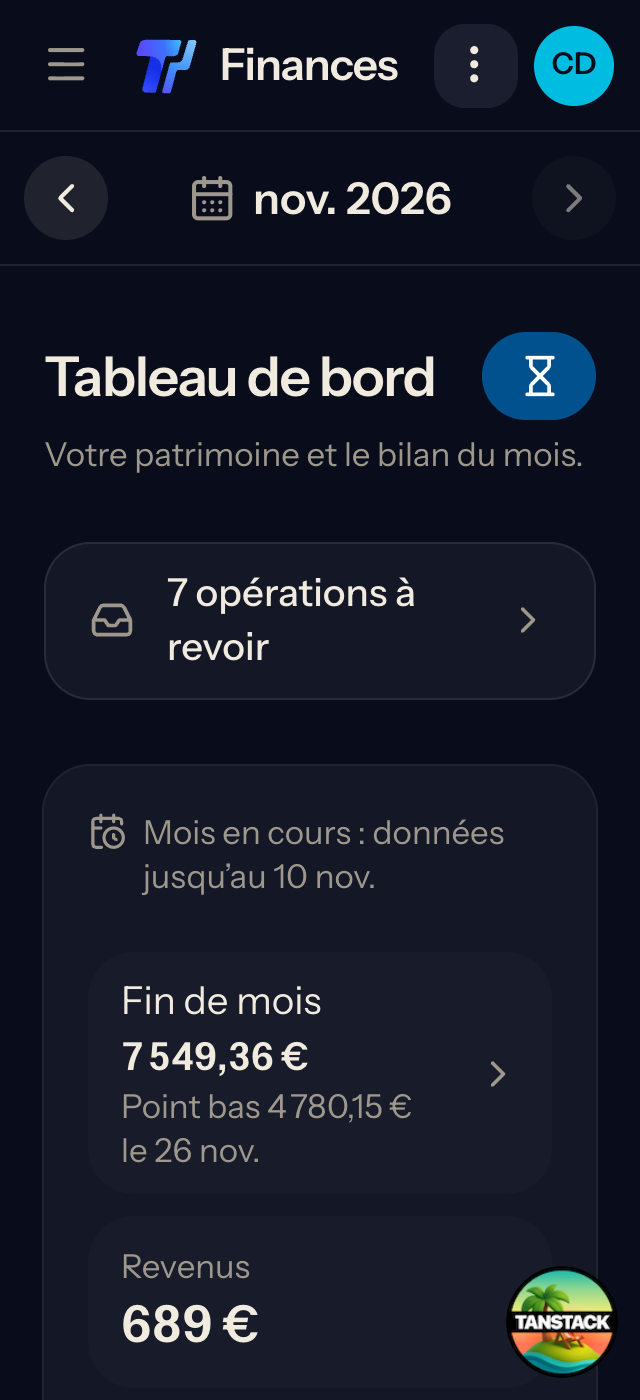 Finances
CD
nov. 2026
Tableau de bord
Votre patrimoine et le bilan du mois.
7 opérations à
revoir
Mois en cours : données
jusqu’au 10 nov.
Fin de mois
7 549,36 €
Point bas 4 780,15 €
le 26 nov.
Revenus
689 €
TANSTACK